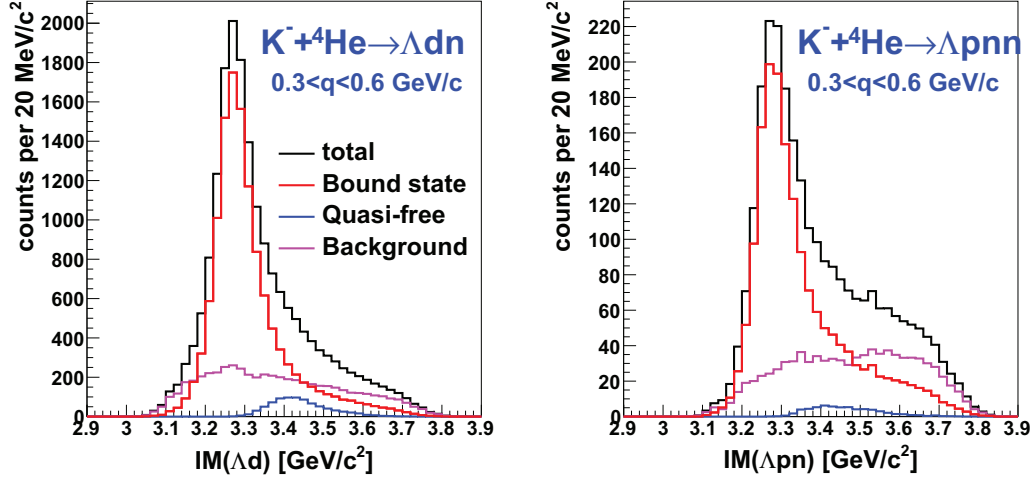 K⁻+⁴He→Λdn
0.3<q<0.6 GeV/c
total
Bound state
Quasi-free
Background
counts per 20 MeV/c²
2000
1800
1600
1400
1200
1000
800
600
400
200
0
2.9 3 3.1 3.2 3.3 3.4 3.5 3.6 3.7 3.8 3.9
IM(Λd) [GeV/c²]
K⁻+⁴He→Λpnn
0.3<q<0.6 GeV/c
counts per 20 MeV/c²
220
200
180
160
140
120
100
80
60
40
20
0
2.9 3 3.1 3.2 3.3 3.4 3.5 3.6 3.7 3.8 3.9
IM(Λpn) [GeV/c²]